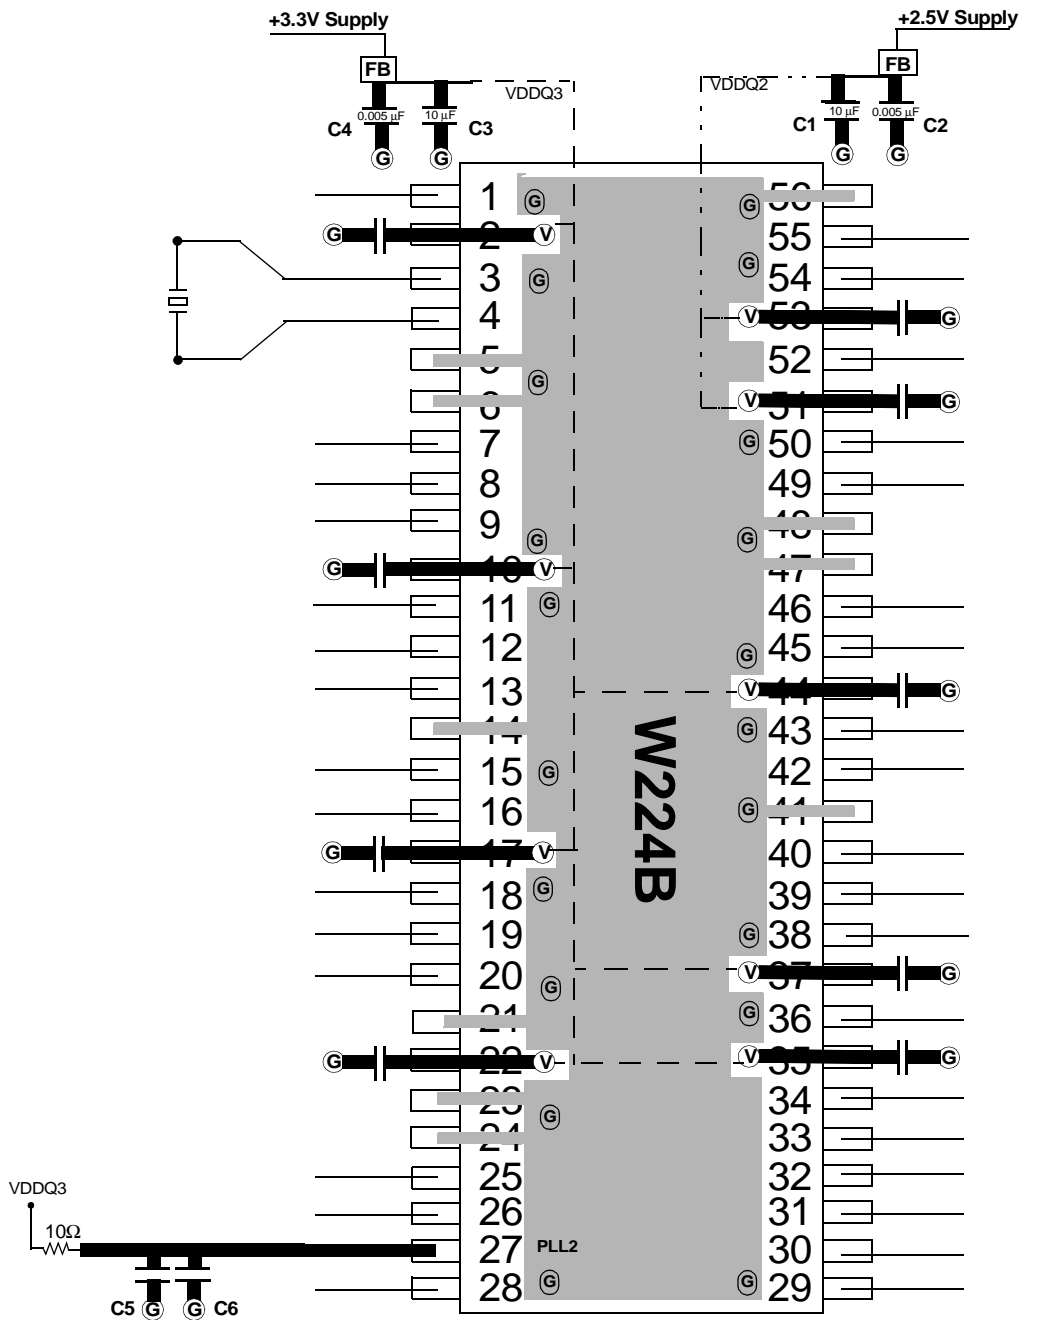 +3.3V Supply
+2.5V Supply
FB
FB
VDDQ3
VDDQ2
0.005 µF
10 µF
10 µF
0.005 µF
C4
C3
C1
C2
G
G
G
G
1
G
G
56
G
2
V
55
3
G
G
54
4
V
53
G
5
52
G
6
V
51
G
7
G
50
8
49
9
G
G
48
G
10
V
47
11
G
46
12
G
45
13
V
44
G
14
G
43
15
G
42
16
G
41
G
17
V
40
18
G
39
19
G
38
20
G
V
37
G
21
G
36
G
22
V
V
35
G
23
G
34
24
33
25
32
26
31
27
PLL2
30
28
G
G
29
W224B
VDDQ3
10Ω
C5
G
G
C6